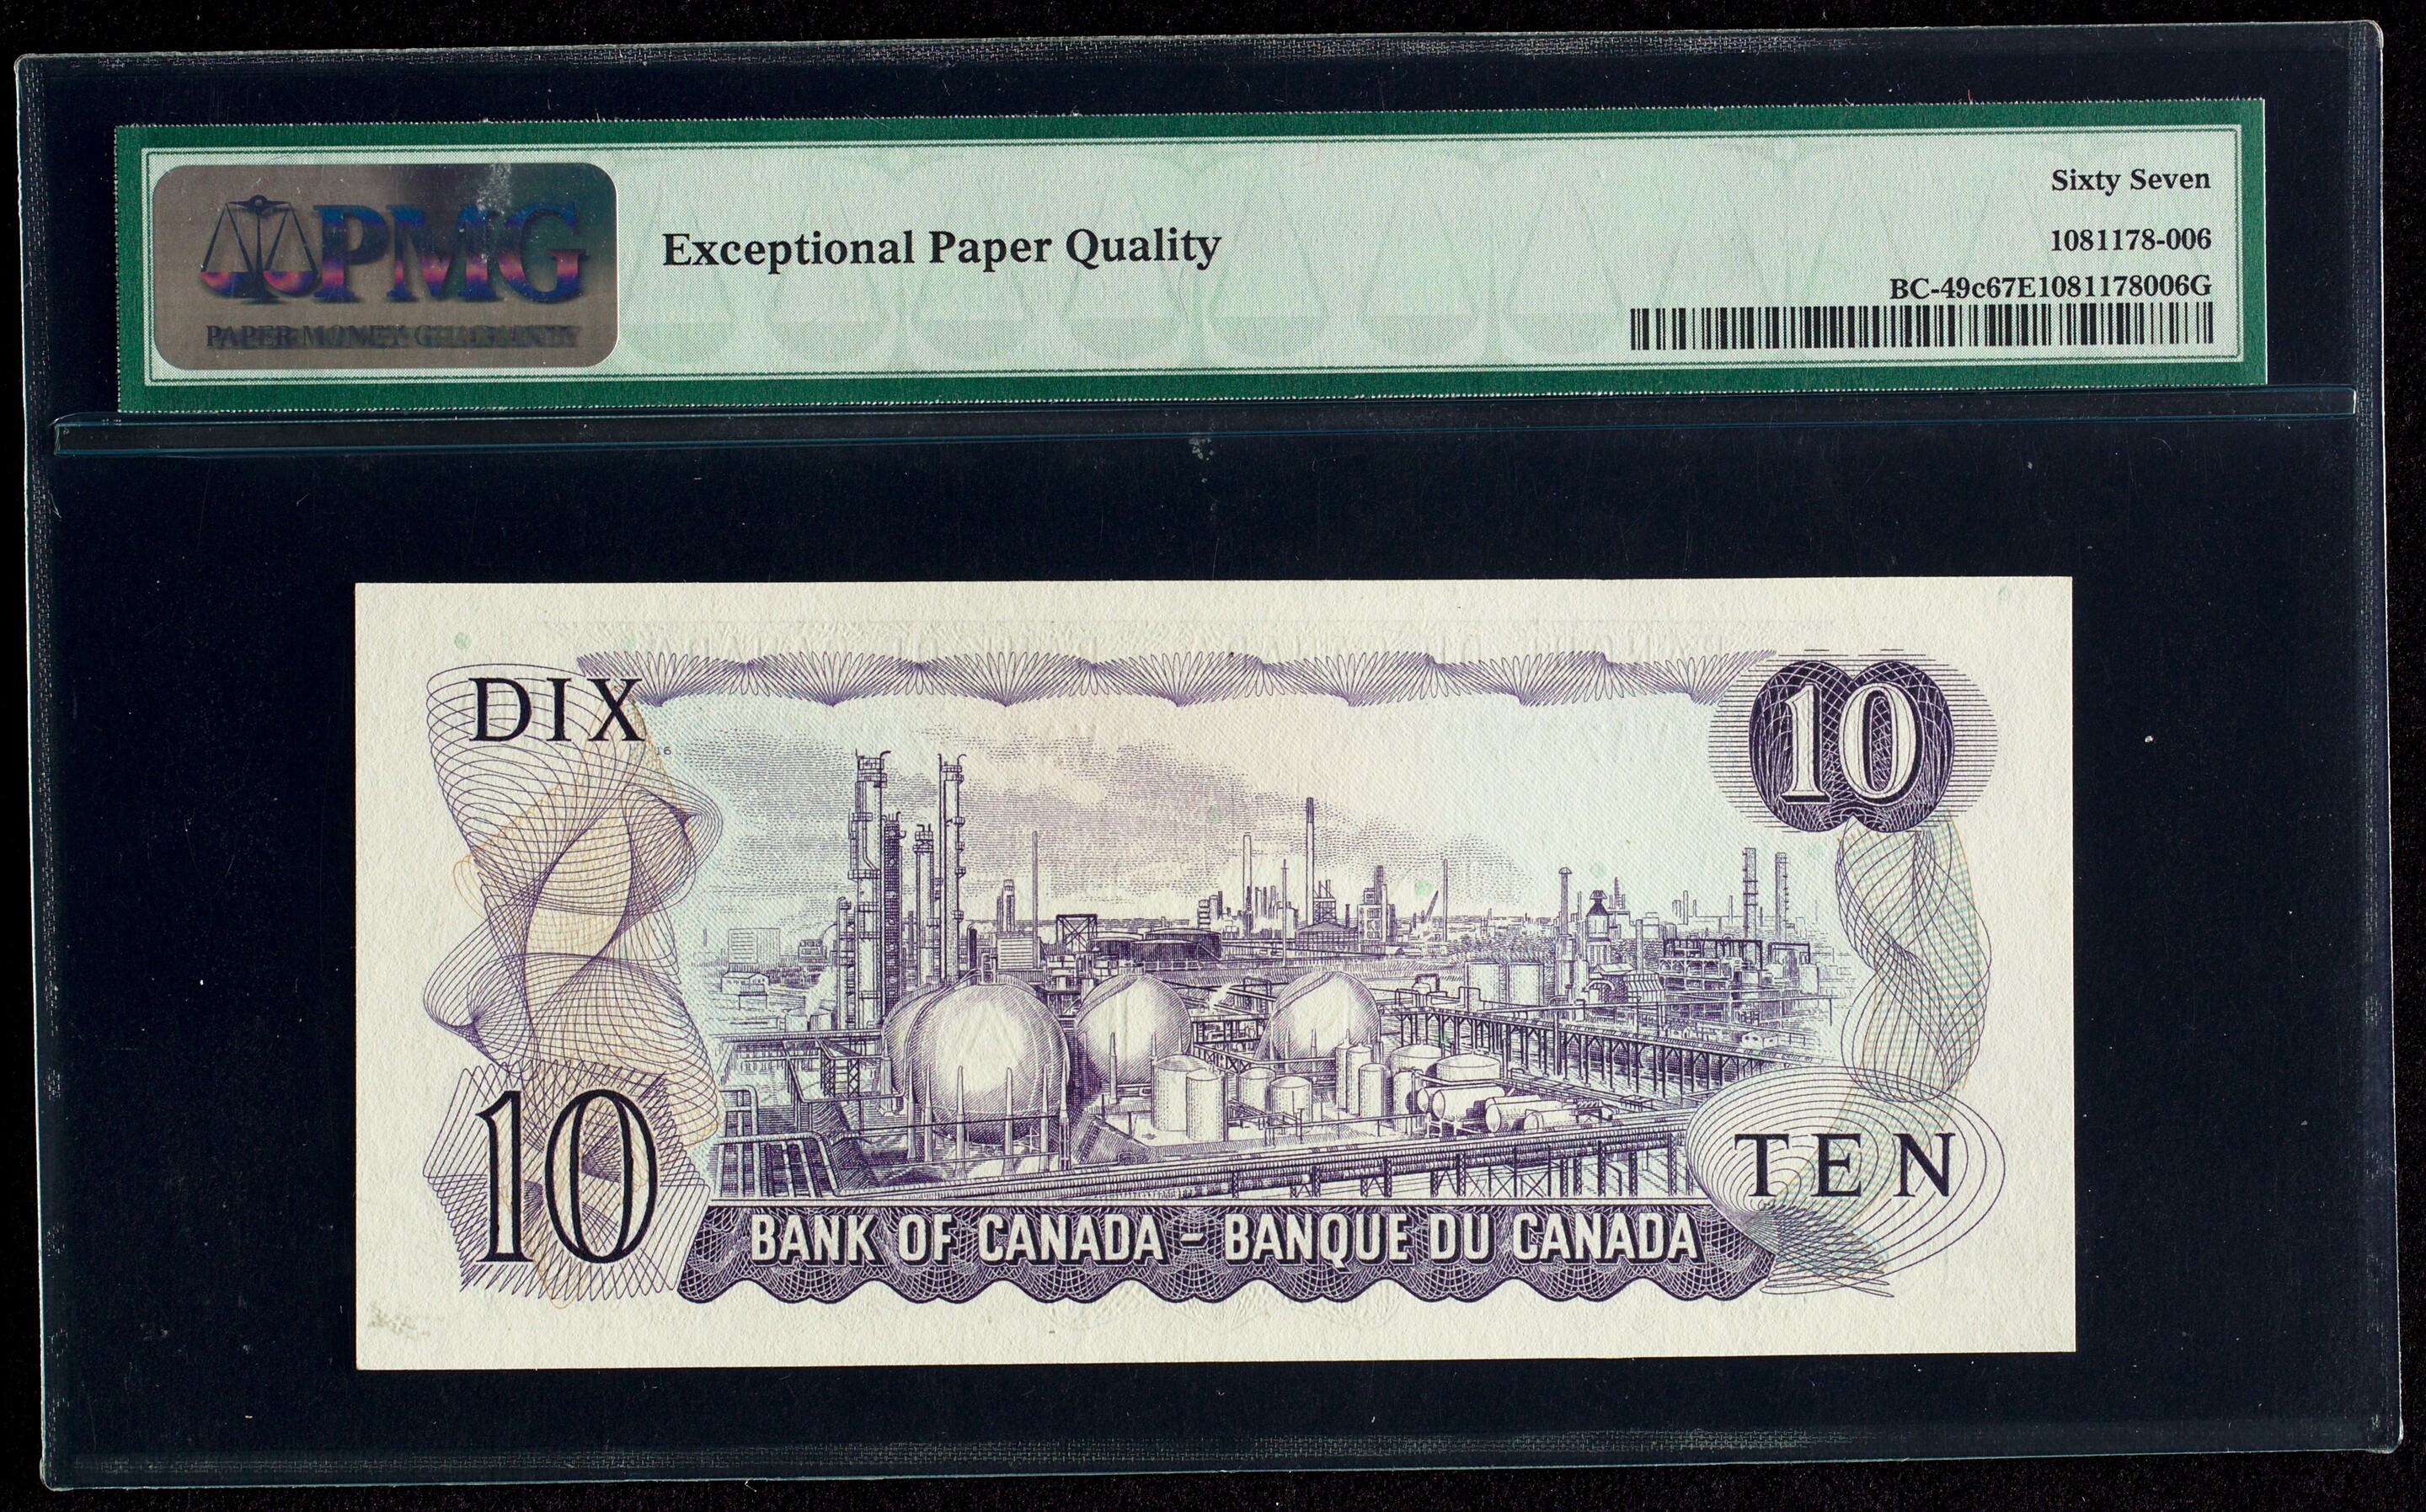 PMG
PAPER MONEY GUARANTY
Exceptional Paper Quality
Sixty Seven
1081178-006
BC-49c67E1081178006G
DIX
10
16
10
TEN
BANK OF CANADA - BANQUE DU CANADA